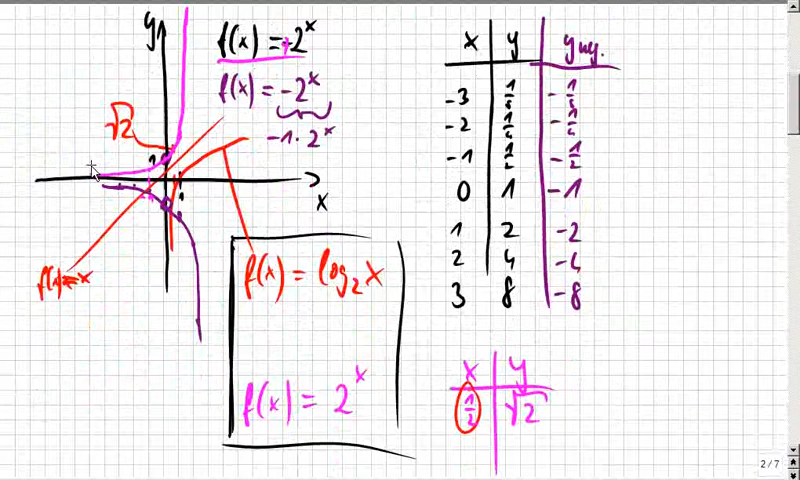 y
f(x) = 2^x
f(x) = -2^x
-1 · 2^x
√2
1
1
x
f(x)=x
f(x) = log₂x
f(x) = 2^x
x y
-3 1/8 -1/8
-2 1/4 -1/4
-1 1/2 -1/2
0 1 -1
1 2 -2
2 4 -4
3 8 -8
x y
1/2 √2
2/7